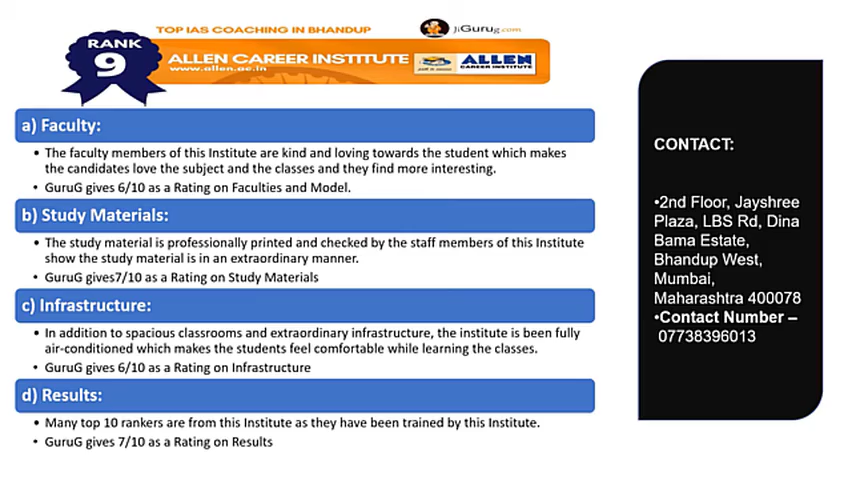 TOP IAS COACHING IN BHANDUP
JiGurug.com
RANK
9
ALLEN CAREER INSTITUTE
www.allen.ac.in
ALLEN
CAREER INSTITUTE
a) Faculty:
• The faculty members of this Institute are kind and loving towards the student which makes
the candidates love the subject and the classes and they find more interesting.
• GuruG gives 6/10 as a Rating on Faculties and Model.
b) Study Materials:
• The study material is professionally printed and checked by the staff members of this Institute
show the study material is in an extraordinary manner.
• GuruG gives7/10 as a Rating on Study Materials
c) Infrastructure:
• In addition to spacious classrooms and extraordinary infrastructure, the institute is been fully
air-conditioned which makes the students feel comfortable while learning the classes.
• GuruG gives 6/10 as a Rating on Infrastructure
d) Results:
• Many top 10 rankers are from this Institute as they have been trained by this Institute.
• GuruG gives 7/10 as a Rating on Results
CONTACT:
•2nd Floor, Jayshree
Plaza, LBS Rd, Dina
Bama Estate,
Bhandup West,
Mumbai,
Maharashtra 400078
•Contact Number –
07738396013